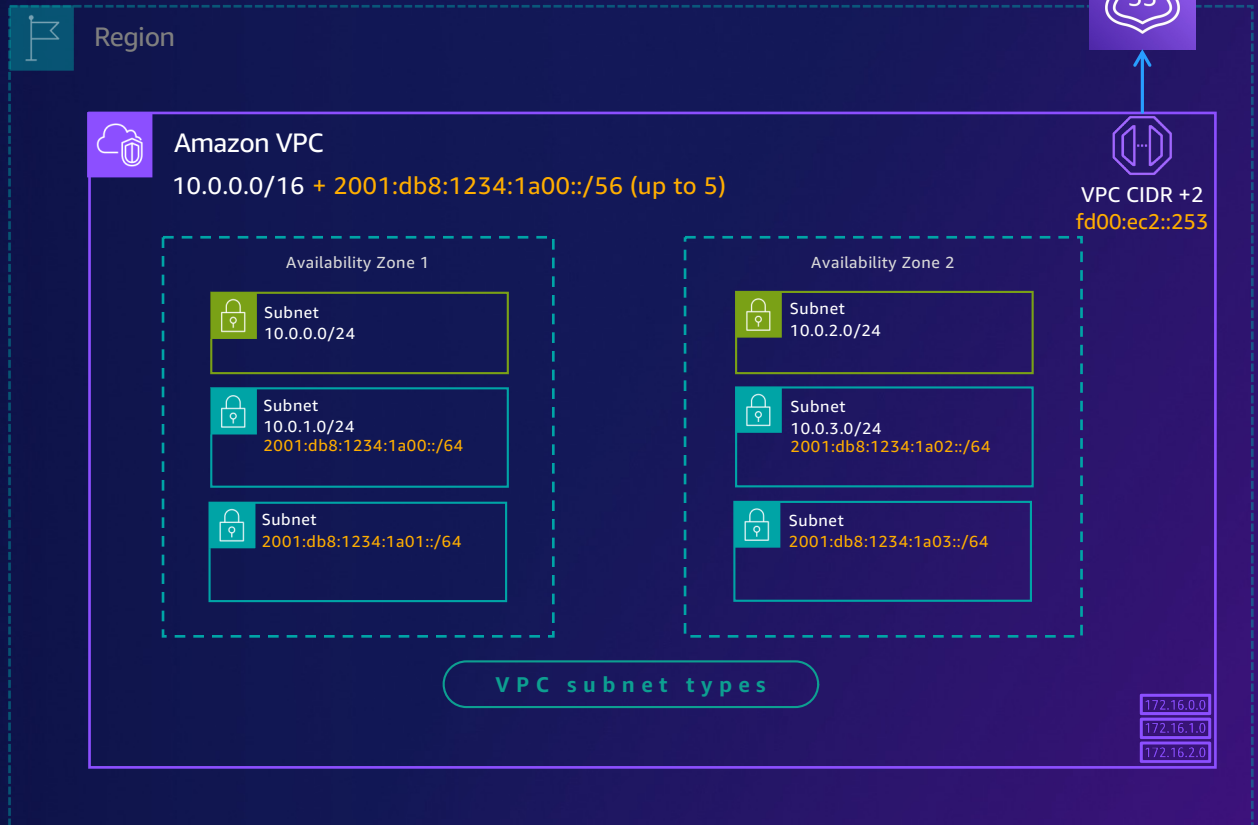 53
Region
Amazon VPC
10.0.0.0/16 + 2001:db8:1234:1a00::/56 (up to 5)
VPC CIDR +2
fd00:ec2::253
Availability Zone 1
Subnet
10.0.0.0/24
Subnet
10.0.1.0/24
2001:db8:1234:1a00::/64
Subnet
2001:db8:1234:1a01::/64
Availability Zone 2
Subnet
10.0.2.0/24
Subnet
10.0.3.0/24
2001:db8:1234:1a02::/64
Subnet
2001:db8:1234:1a03::/64
VPC subnet types
172.16.0.0
172.16.1.0
172.16.2.0